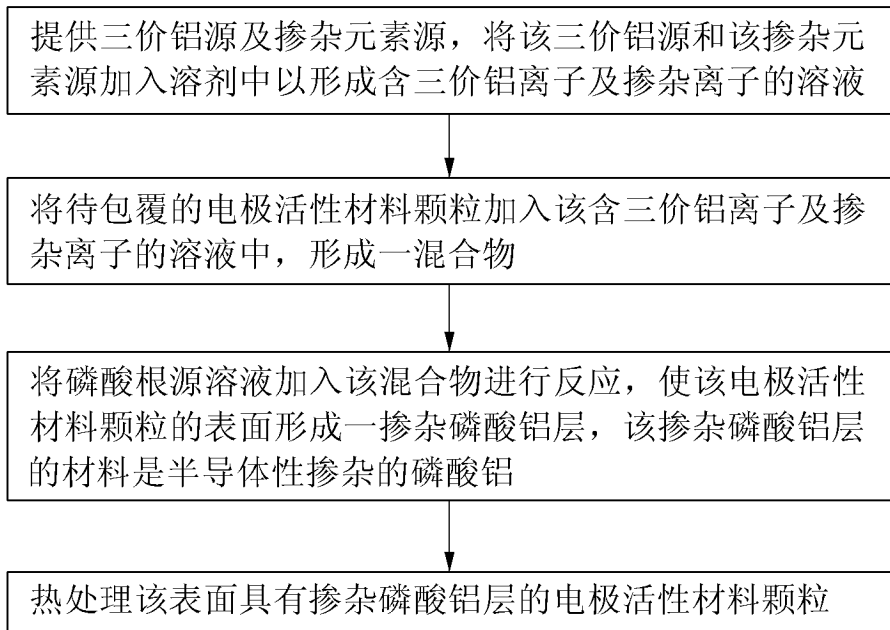 提供三价铝源及掺杂元素源，将该三价铝源和该掺杂元
素源加入溶剂中以形成含三价铝离子及掺杂离子的溶液
将待包覆的电极活性材料颗粒加入该含三价铝离子及掺
杂离子的溶液中，形成一混合物
将磷酸根源溶液加入该混合物进行反应，使该电极活性
材料颗粒的表面形成一掺杂磷酸铝层，该掺杂磷酸铝层
的材料是半导体性掺杂的磷酸铝
热处理该表面具有掺杂磷酸铝层的电极活性材料颗粒